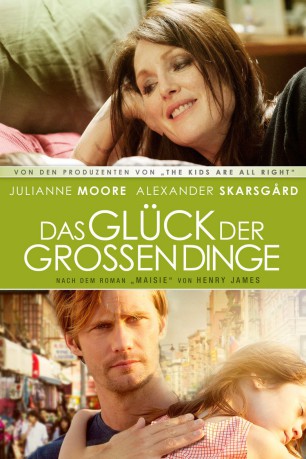 VON DEN PRODUZENTEN VON „THE KIDS ARE ALL RIGHT"
JULIANNE MOORE ALEXANDER SKARSGÅRD
DAS GLÜCK DER
GROSSEN DINGE
NACH DEM ROMAN „MAISIE" VON HENRY JAMES